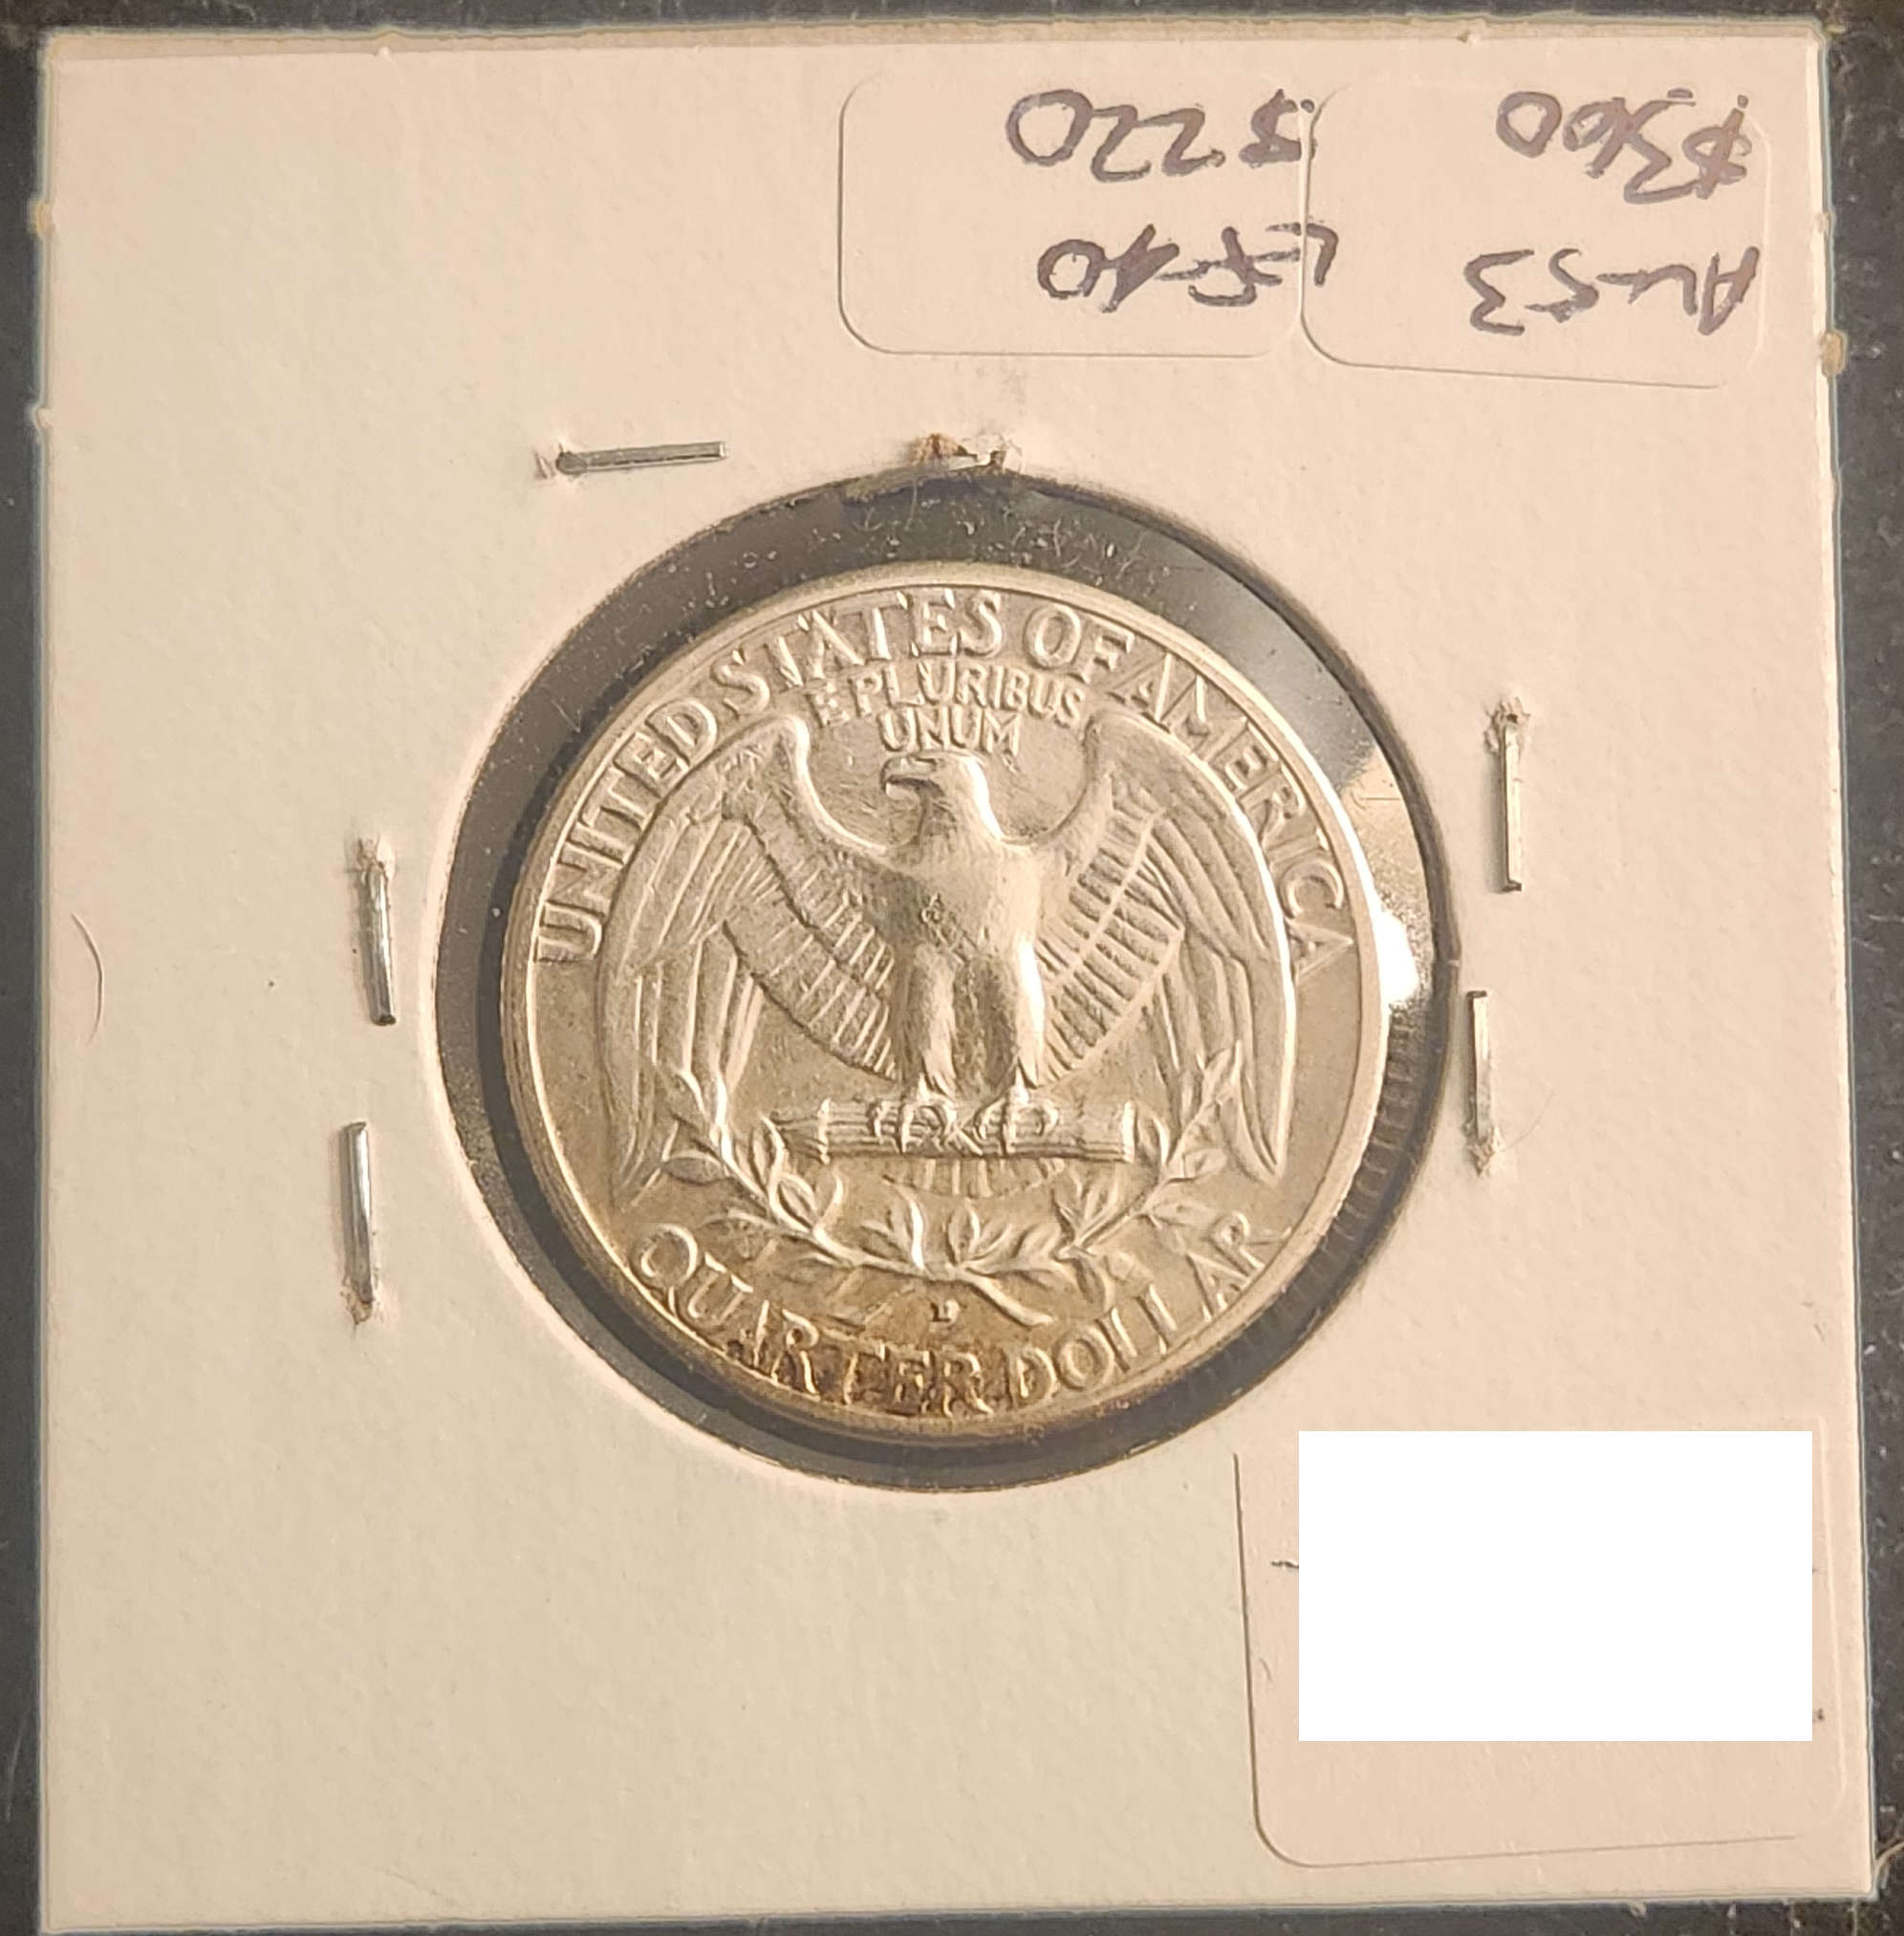 AU-53
$360
EF-40
$220
UNITED STATES OF AMERICA
E PLURIBUS
UNUM
D
QUARTER DOLLAR